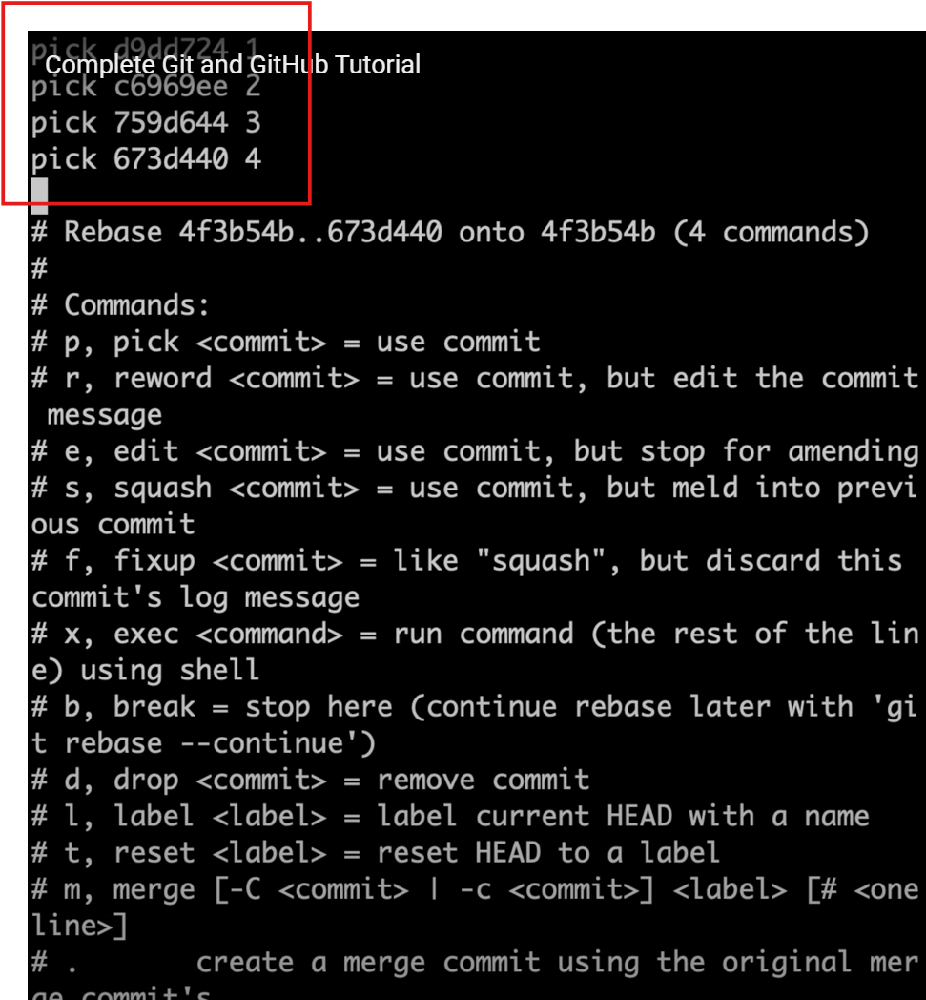 pick d9dd724 1
Complete Git and GitHub Tutorial
pick c6969ee 2
pick 759d644 3
pick 673d440 4
# Rebase 4f3b54b..673d440 onto 4f3b54b (4 commands)
#
# Commands:
# p, pick <commit> = use commit
# r, reword <commit> = use commit, but edit the commit
 message
# e, edit <commit> = use commit, but stop for amending
# s, squash <commit> = use commit, but meld into previ
ous commit
# f, fixup <commit> = like "squash", but discard this
commit's log message
# x, exec <command> = run command (the rest of the lin
e) using shell
# b, break = stop here (continue rebase later with 'gi
t rebase --continue')
# d, drop <commit> = remove commit
# l, label <label> = label current HEAD with a name
# t, reset <label> = reset HEAD to a label
# m, merge [-C <commit> | -c <commit>] <label> [# <one
line>]
# .       create a merge commit using the original mer
ge commit's